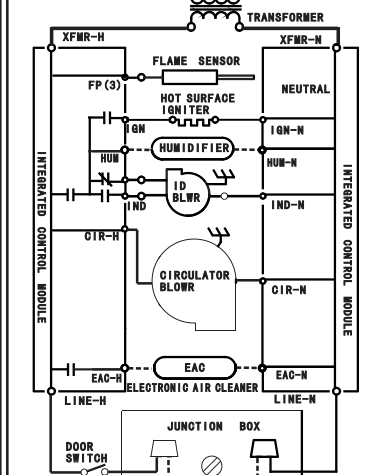 TRANSFORMER
XFMR-H
XFMR-N
FLAME SENSOR
FP(3)
NEUTRAL
HOT SURFACE
IGNITER
IGN
IGN-N
HUM
HUMIDIFIER
HUM-N
ID
BLWR
IND
IND-N
INTEGRATED CONTROL MODULE
INTEGRATED CONTROL MODULE
CIR-H
CIRCULATOR
BLOWR
CIR-N
EAC
EAC-H
EAC-N
ELECTRONIC AIR CLEANER
LINE-H
LINE-N
JUNCTION BOX
DOOR
SWITCH